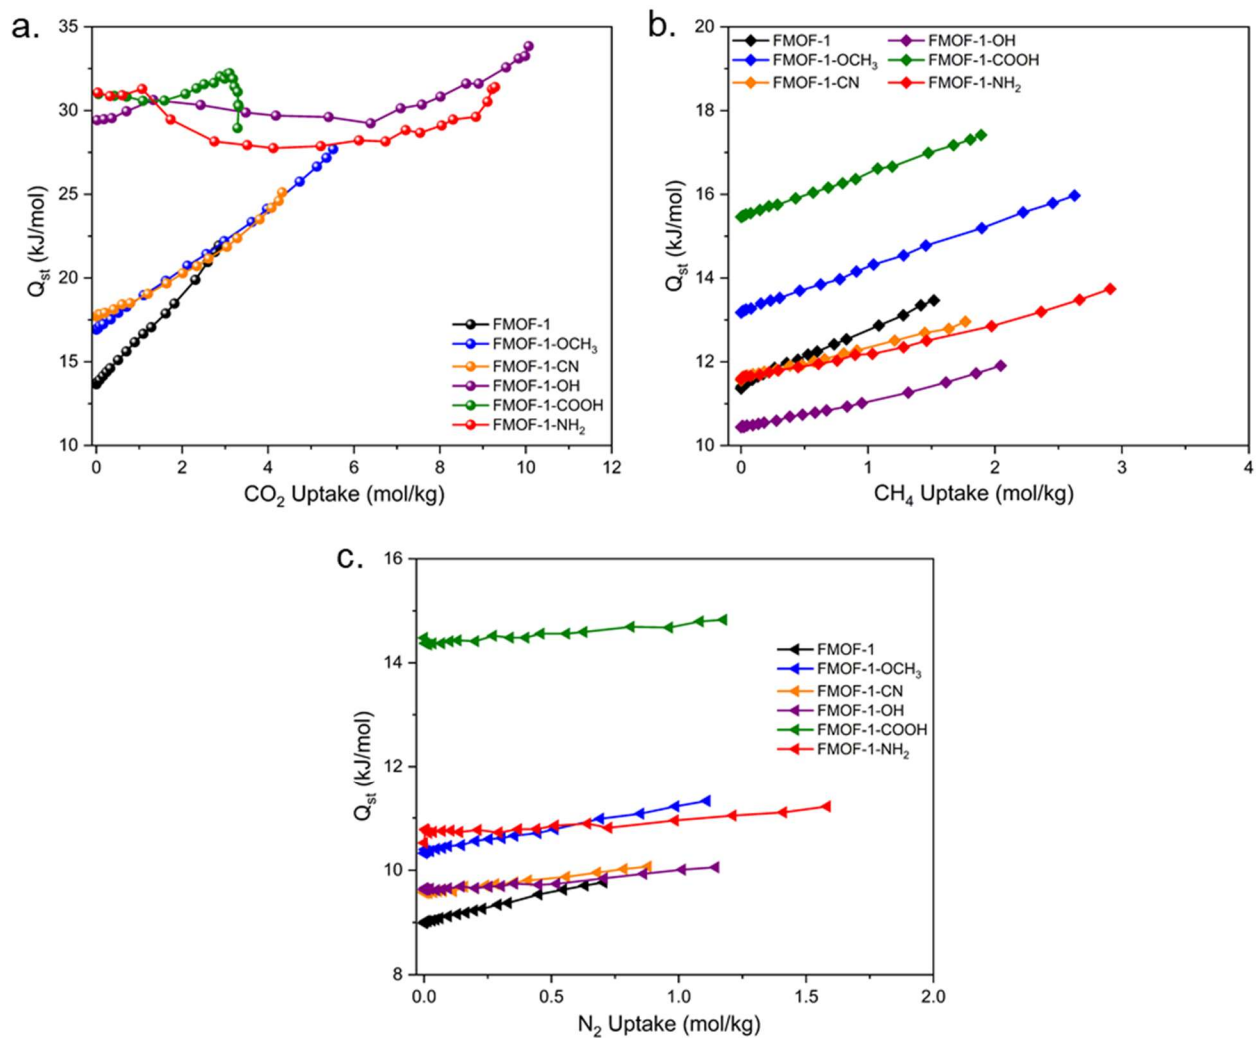 a.
35
30
25
20
15
10
Qst (kJ/mol)
0 2 4 6 8 10 12
CO2 Uptake (mol/kg)
FMOF-1
FMOF-1-OCH3
FMOF-1-CN
FMOF-1-OH
FMOF-1-COOH
FMOF-1-NH2
b.
20
18
16
14
12
10
Qst (kJ/mol)
0 1 2 3 4
CH4 Uptake (mol/kg)
FMOF-1 FMOF-1-OH
FMOF-1-OCH3 FMOF-1-COOH
FMOF-1-CN FMOF-1-NH2
c.
16
14
12
10
8
Qst (kJ/mol)
0.0 0.5 1.0 1.5 2.0
N2 Uptake (mol/kg)
FMOF-1
FMOF-1-OCH3
FMOF-1-CN
FMOF-1-OH
FMOF-1-COOH
FMOF-1-NH2